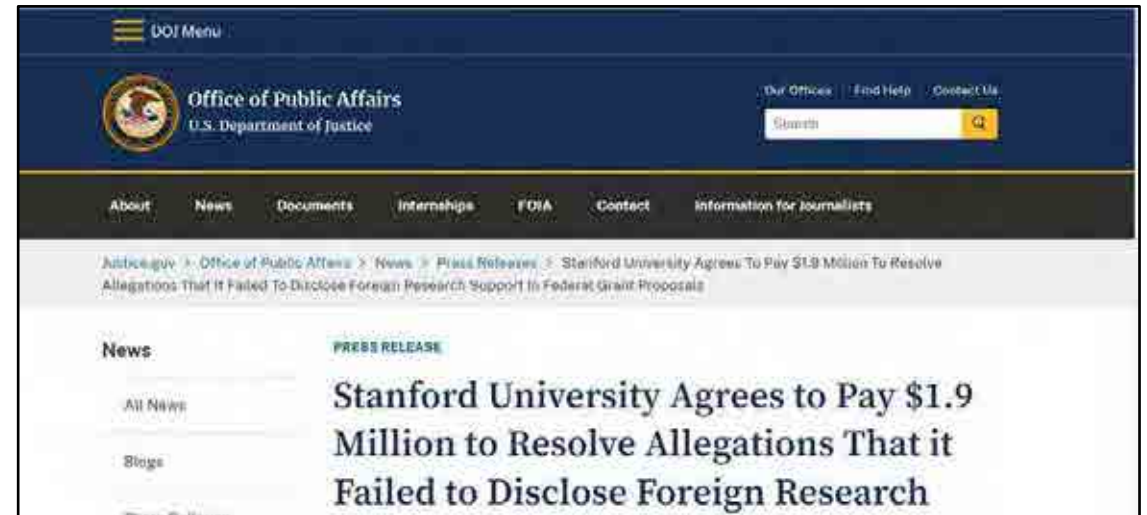 DOJ Menu
Office of Public Affairs
U.S. Department of Justice
Our Offices Find Help Contact Us
Search
About News Documents Internships FOIA Contact Information for Journalists
Justice.gov > Office of Public Affairs > News > Press Releases > Stanford University Agrees To Pay $1.9 Million To Resolve
Allegations That It Failed To Disclose Foreign Research Support In Federal Grant Proposals
News
PRESS RELEASE
Stanford University Agrees to Pay $1.9
Million to Resolve Allegations That it
Failed to Disclose Foreign Research
All News
Blogs